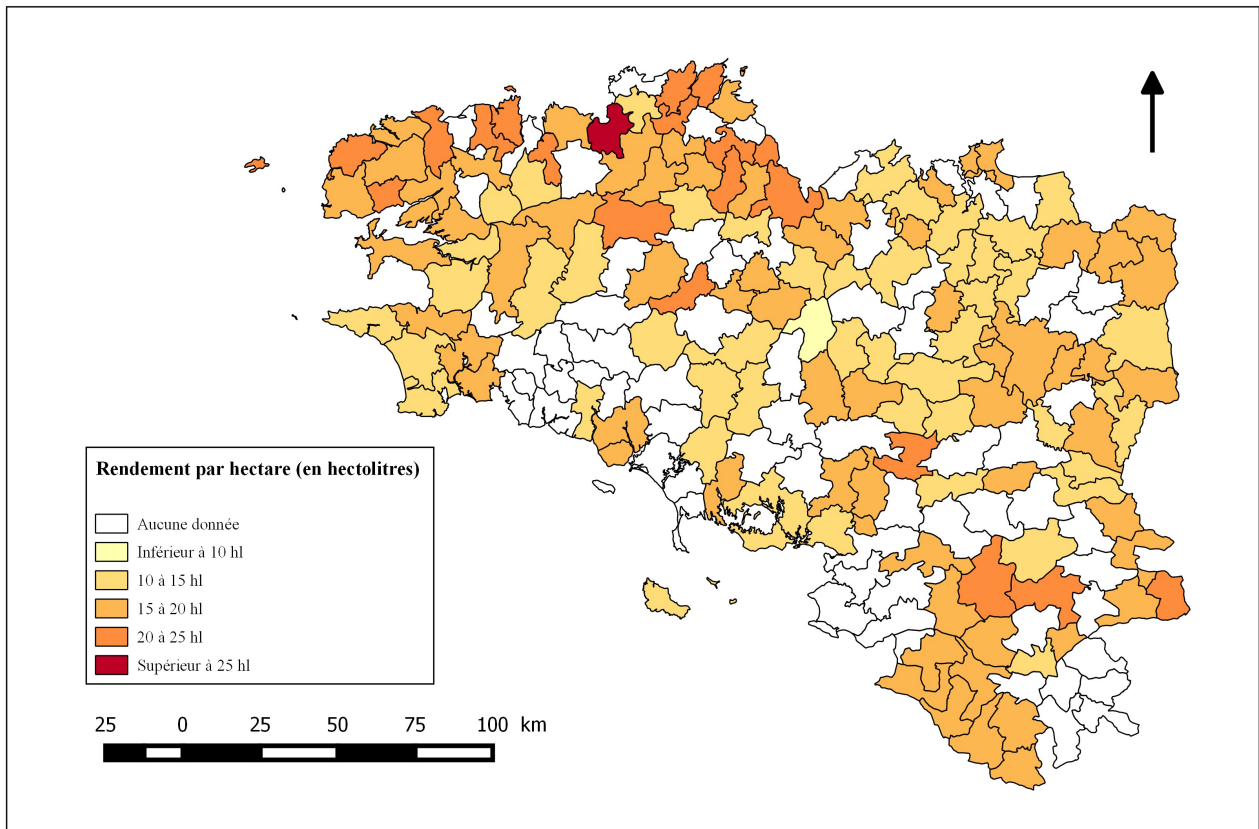 Rendement par hectare (en hectolitres)
Aucune donnée
Inférieur à 10 hl
10 à 15 hl
15 à 20 hl
20 à 25 hl
Supérieur à 25 hl
25 0 25 50 75 100 km